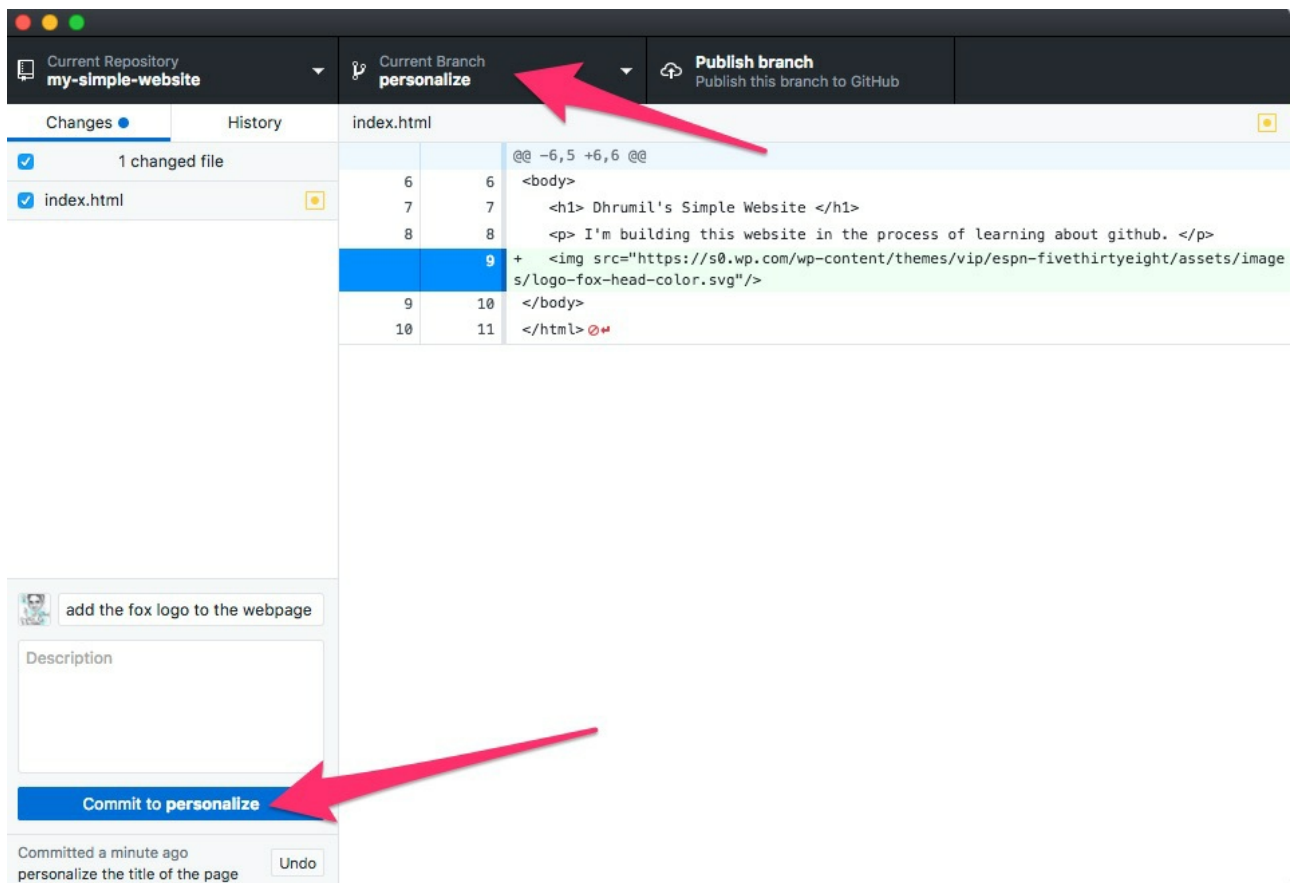 Current Repository
my-simple-website
Current Branch
personalize
Publish branch
Publish this branch to GitHub
Changes
History
1 changed file
index.html
index.html
@@ -6,5 +6,6 @@
6 6 <body>
7 7 <h1> Dhrumil's Simple Website </h1>
8 8 <p> I'm building this website in the process of learning about github. </p>
9 + <img src="https://s0.wp.com/wp-content/themes/vip/espn-fivethirtyeight/assets/image
s/logo-fox-head-color.svg"/>
9 10 </body>
10 11 </html>
add the fox logo to the webpage
Description
Commit to personalize
Committed a minute ago
personalize the title of the page
Undo